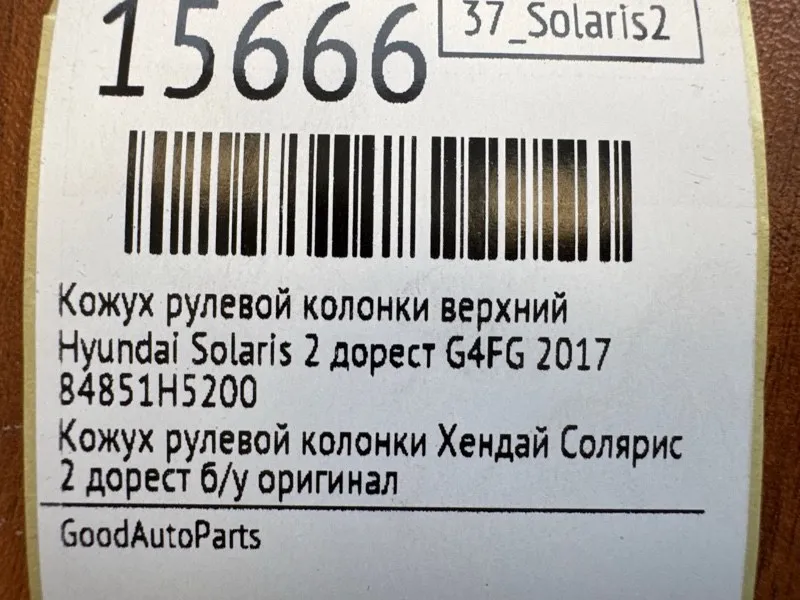 15666
37_Solaris2
Кожух рулевой колонки верхний
Hyundai Solaris 2 дорест G4FG 2017
84851H5200
Кожух рулевой колонки Хендай Солярис
2 дорест б/у оригинал
GoodAutoParts